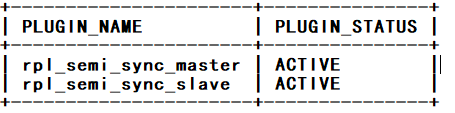 PLUGIN_NAME PLUGIN_STATUS
rpl_semi_sync_master ACTIVE
rpl_semi_sync_slave ACTIVE